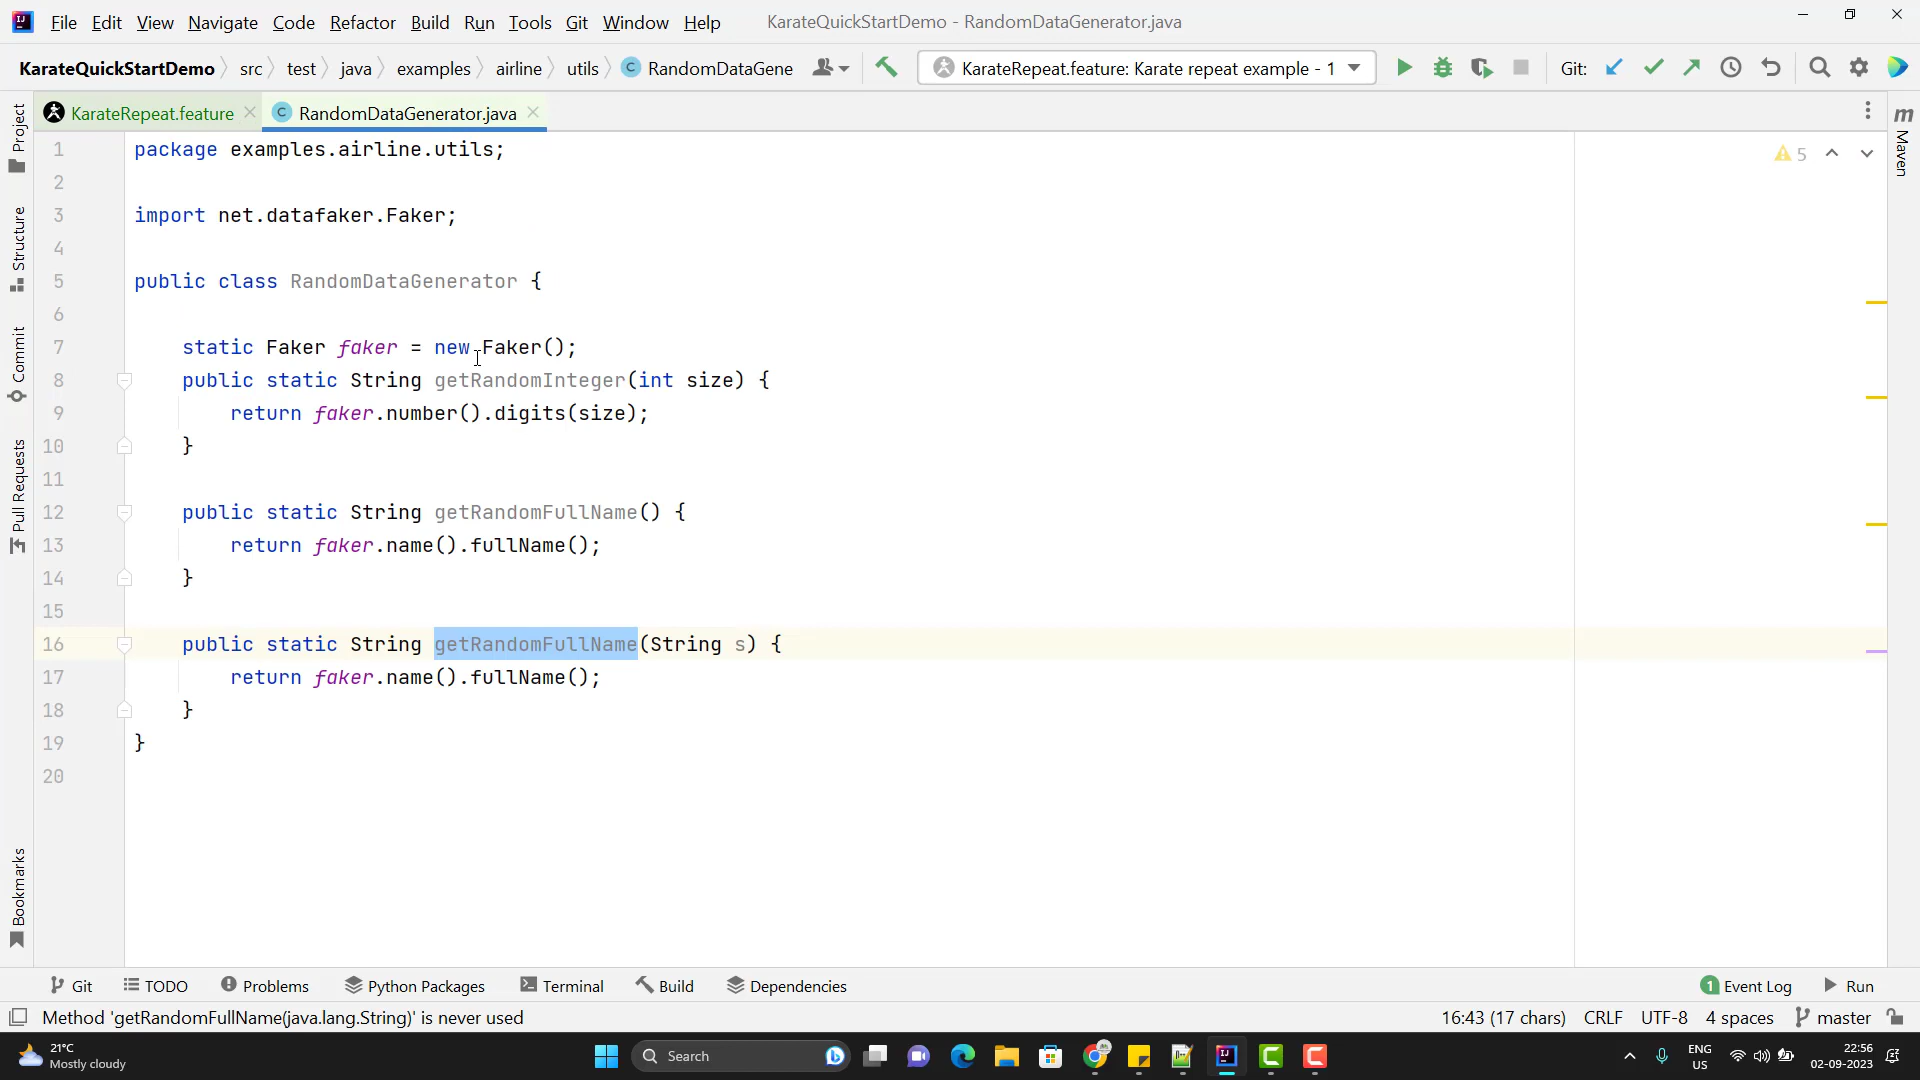 File Edit View Navigate Code Refactor Build Run Tools Git Window Help KarateQuickStartDemo - RandomDataGenerator.java
KarateQuickStartDemo src test java examples airline utils C RandomDataGene KarateRepeat.feature: Karate repeat example - 1 Git:
KarateRepeat.feature C RandomDataGenerator.java
Project
Structure
Commit
Pull Requests
Bookmarks
m Maven
5
1 package examples.airline.utils;
2
3 import net.datafaker.Faker;
4
5 public class RandomDataGenerator {
6
7 static Faker faker = new Faker();
8 public static String getRandomInteger(int size) {
9 return faker.number().digits(size);
10 }
11
12 public static String getRandomFullName() {
13 return faker.name().fullName();
14 }
15
16 public static String getRandomFullName(String s) {
17 return faker.name().fullName();
18 }
19 }
20
Git TODO Problems Python Packages Terminal Build Dependencies 1 Event Log Run
Method 'getRandomFullName(java.lang.String)' is never used 16:43 (17 chars) CRLF UTF-8 4 spaces master
21°C
Mostly cloudy
Search
ENG
US
22:56
02-09-2023